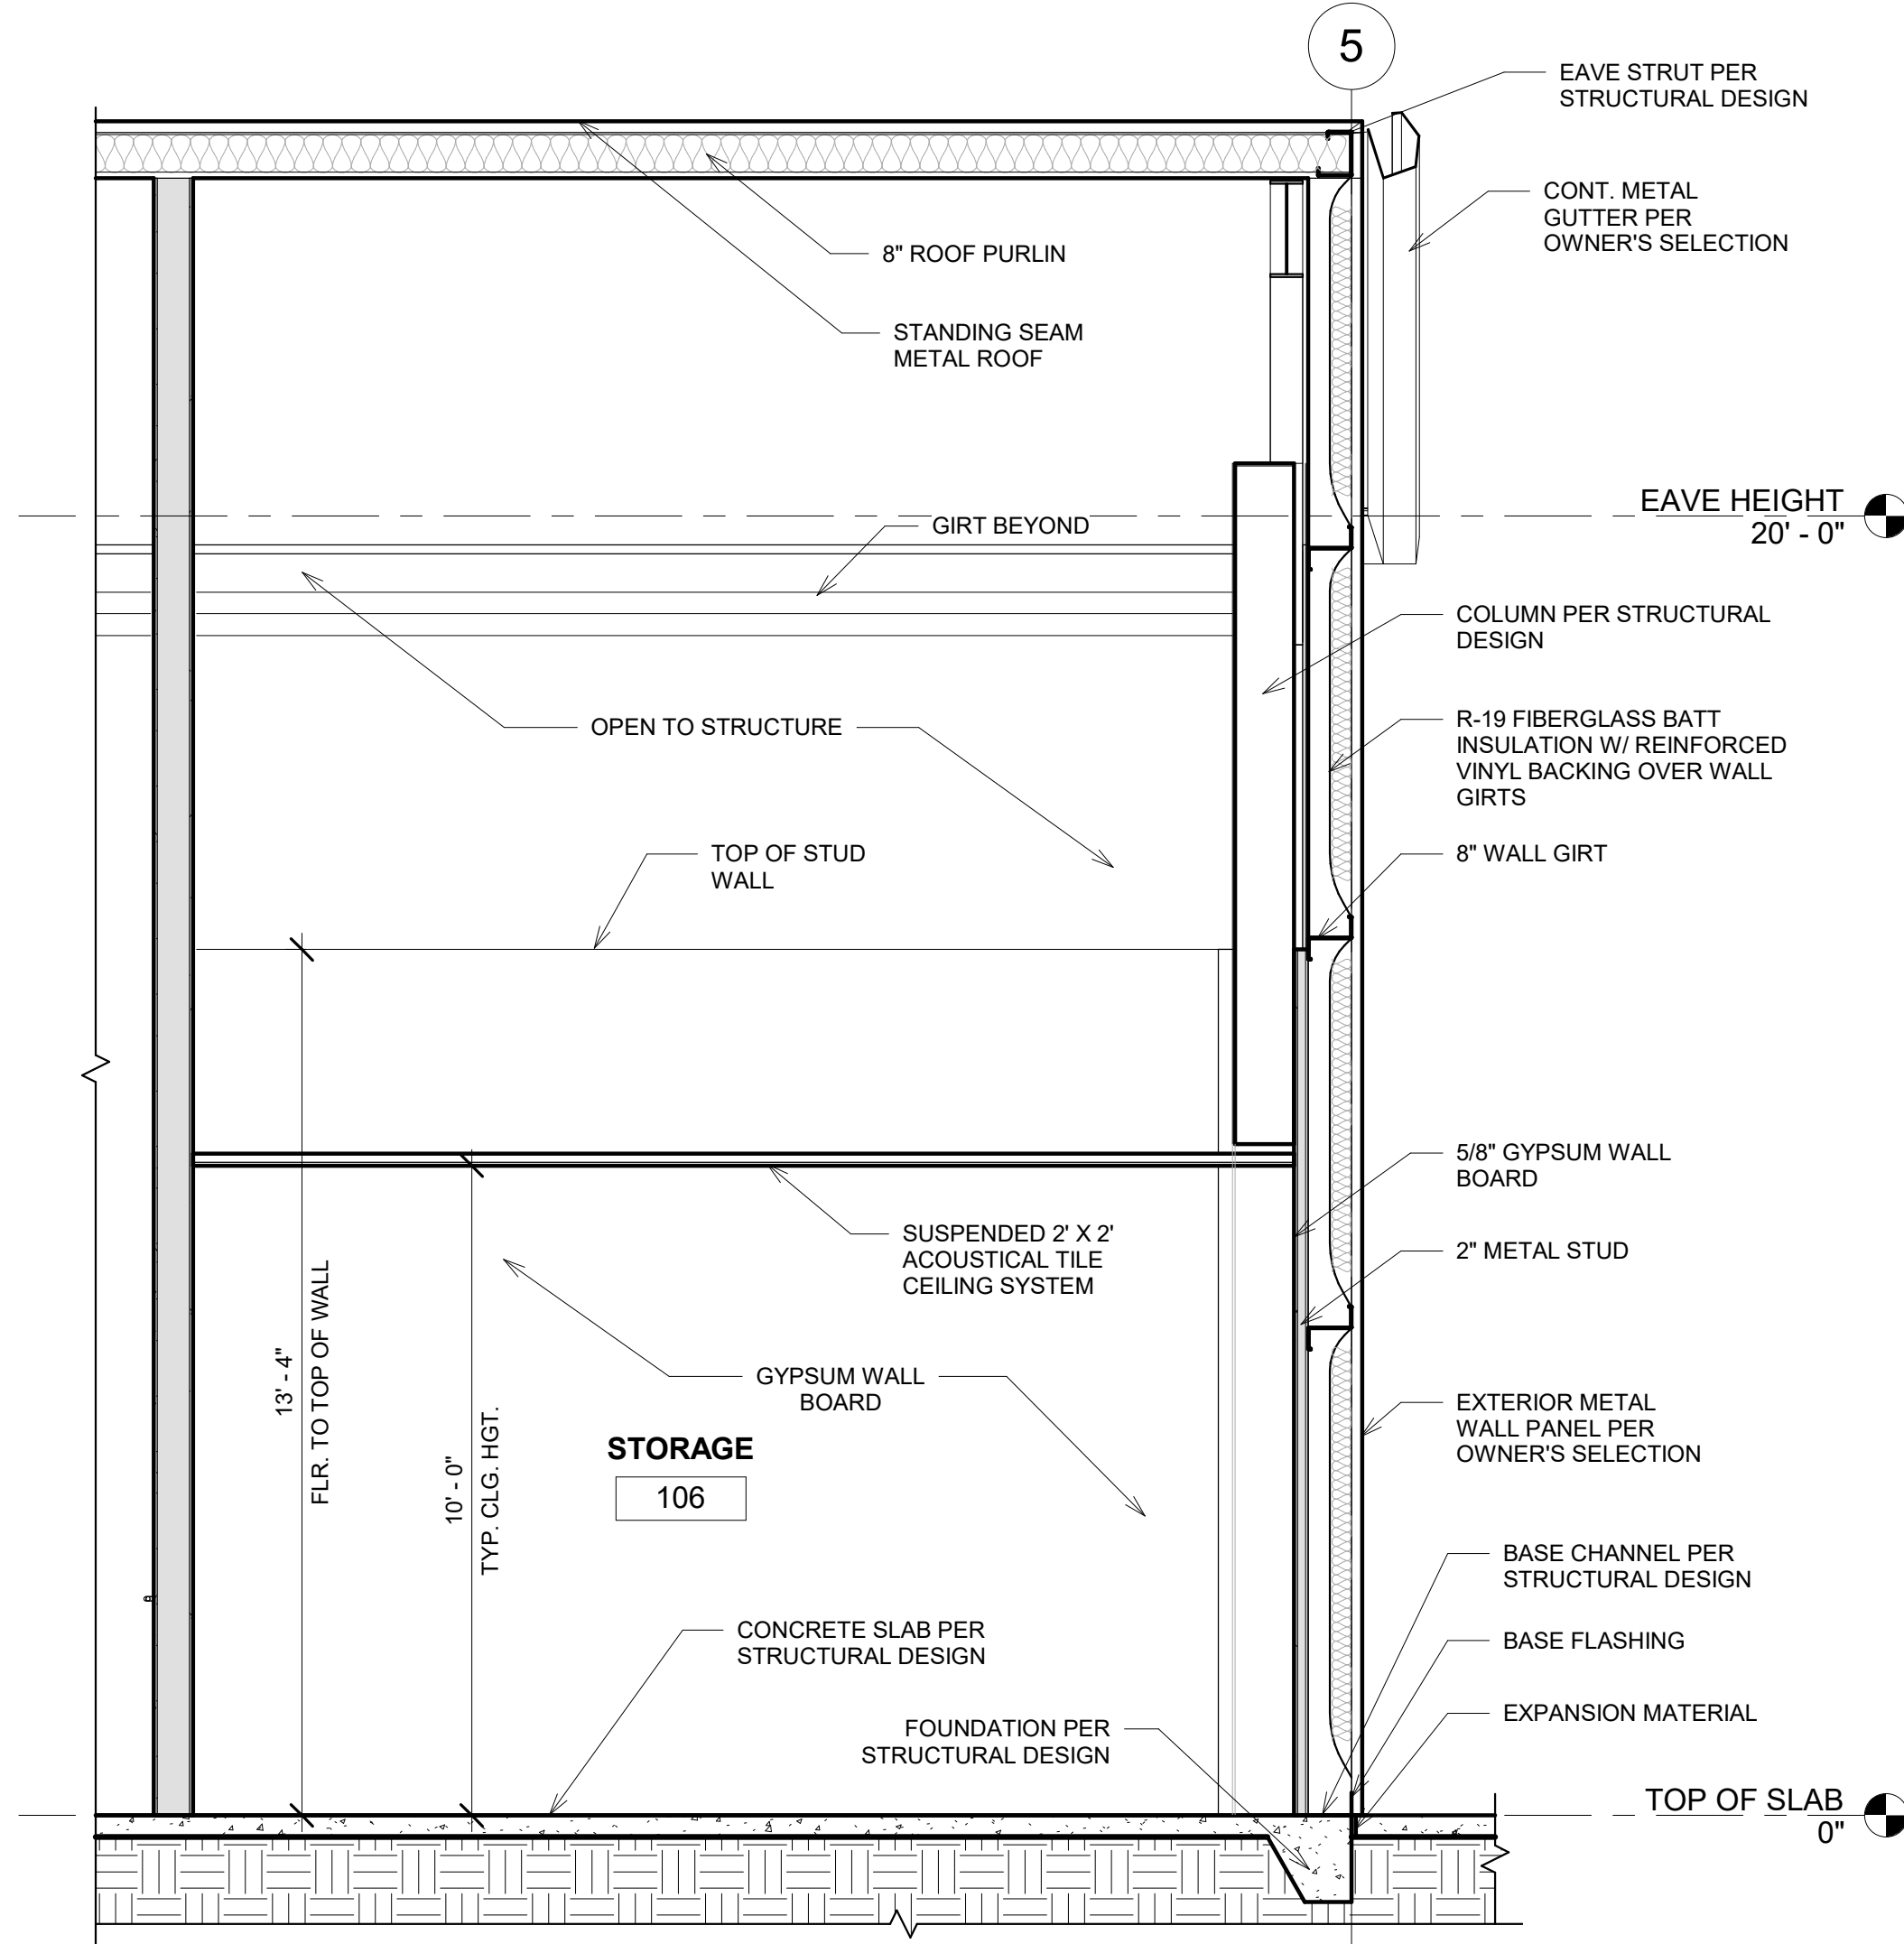 5
EAVE STRUT PER
STRUCTURAL DESIGN
CONT. METAL
GUTTER PER
OWNER'S SELECTION
8" ROOF PURLIN
STANDING SEAM
METAL ROOF
EAVE HEIGHT
20' - 0"
GIRT BEYOND
COLUMN PER STRUCTURAL
DESIGN
OPEN TO STRUCTURE
R-19 FIBERGLASS BATT
INSULATION W/ REINFORCED
VINYL BACKING OVER WALL
GIRTS
TOP OF STUD
WALL
8" WALL GIRT
5/8" GYPSUM WALL
BOARD
SUSPENDED 2' X 2'
ACOUSTICAL TILE
CEILING SYSTEM
2" METAL STUD
13' - 4"
FLR. TO TOP OF WALL
10' - 0"
TYP. CLG. HGT.
GYPSUM WALL
BOARD
EXTERIOR METAL
WALL PANEL PER
OWNER'S SELECTION
STORAGE
106
BASE CHANNEL PER
STRUCTURAL DESIGN
CONCRETE SLAB PER
STRUCTURAL DESIGN
BASE FLASHING
EXPANSION MATERIAL
FOUNDATION PER
STRUCTURAL DESIGN
TOP OF SLAB
0"